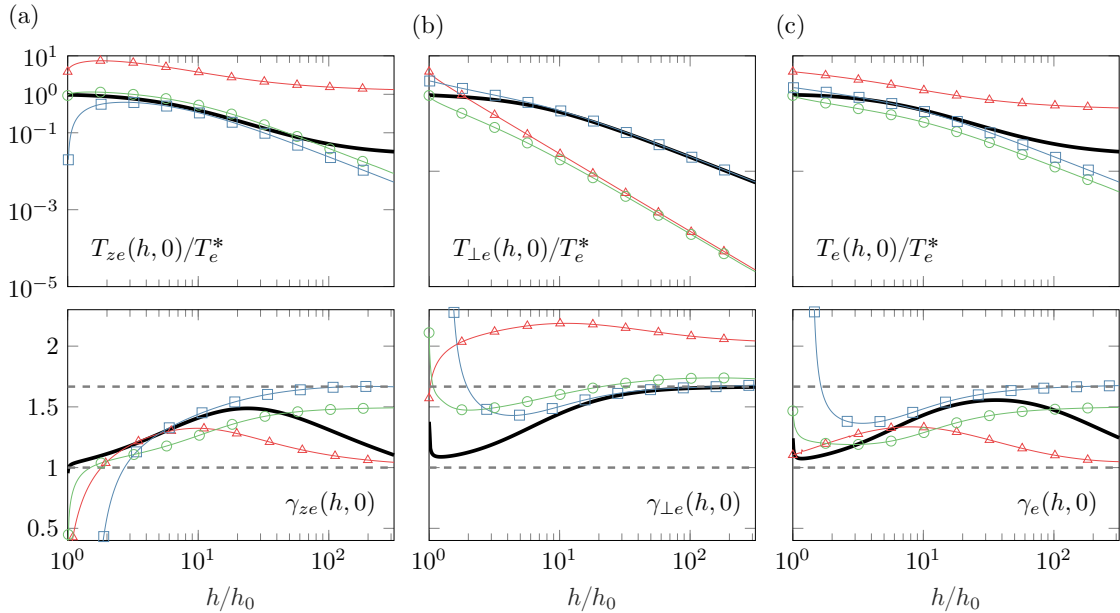 (a) (b) (c)
10^1
10^0
10^{-1}
10^{-3}
10^{-5}
T_{ze}(h, 0)/T_e^* T_{⊥e}(h, 0)/T_e^* T_e(h, 0)/T_e^*
2
1.5
1
0.5
γ_{ze}(h, 0) γ_{⊥e}(h, 0) γ_e(h, 0)
10^0 10^1 10^2 10^0 10^1 10^2 10^0 10^1 10^2
h/h_0 h/h_0 h/h_0